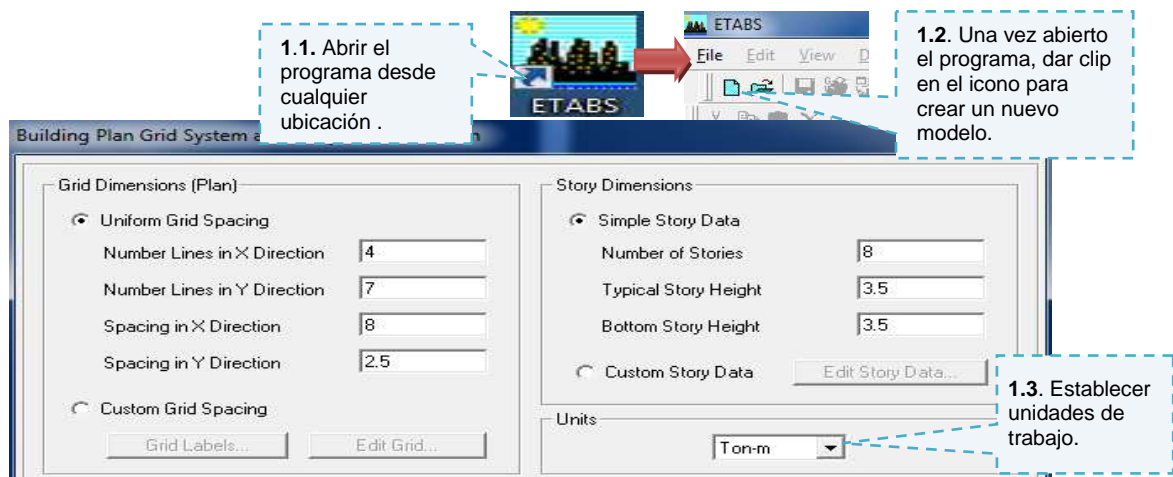 1.1. Abrir el
programa desde
cualquier
ubicación .
ETABS
ETABS
File Edit View D
1.2. Una vez abierto
el programa, dar clip
en el icono para
crear un nuevo
modelo.
Building Plan Grid System a
Grid Dimensions (Plan)
Uniform Grid Spacing
Number Lines in X Direction 4
Number Lines in Y Direction 7
Spacing in X Direction 8
Spacing in Y Direction 2.5
Custom Grid Spacing
Grid Labels... Edit Grid...
Story Dimensions
Simple Story Data
Number of Stories 8
Typical Story Height 3.5
Bottom Story Height 3.5
Custom Story Data Edit Story Data...
Units
Ton-m
1.3. Establecer
unidades de
trabajo.